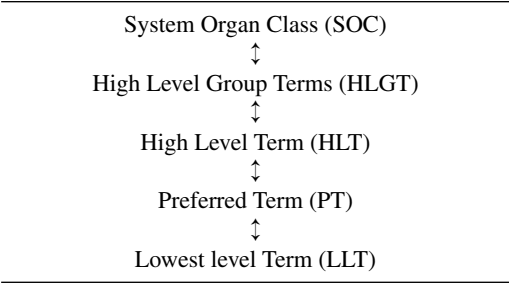 System Organ Class (SOC)
↕
High Level Group Terms (HLGT)
↕
High Level Term (HLT)
↕
Preferred Term (PT)
↕
Lowest level Term (LLT)